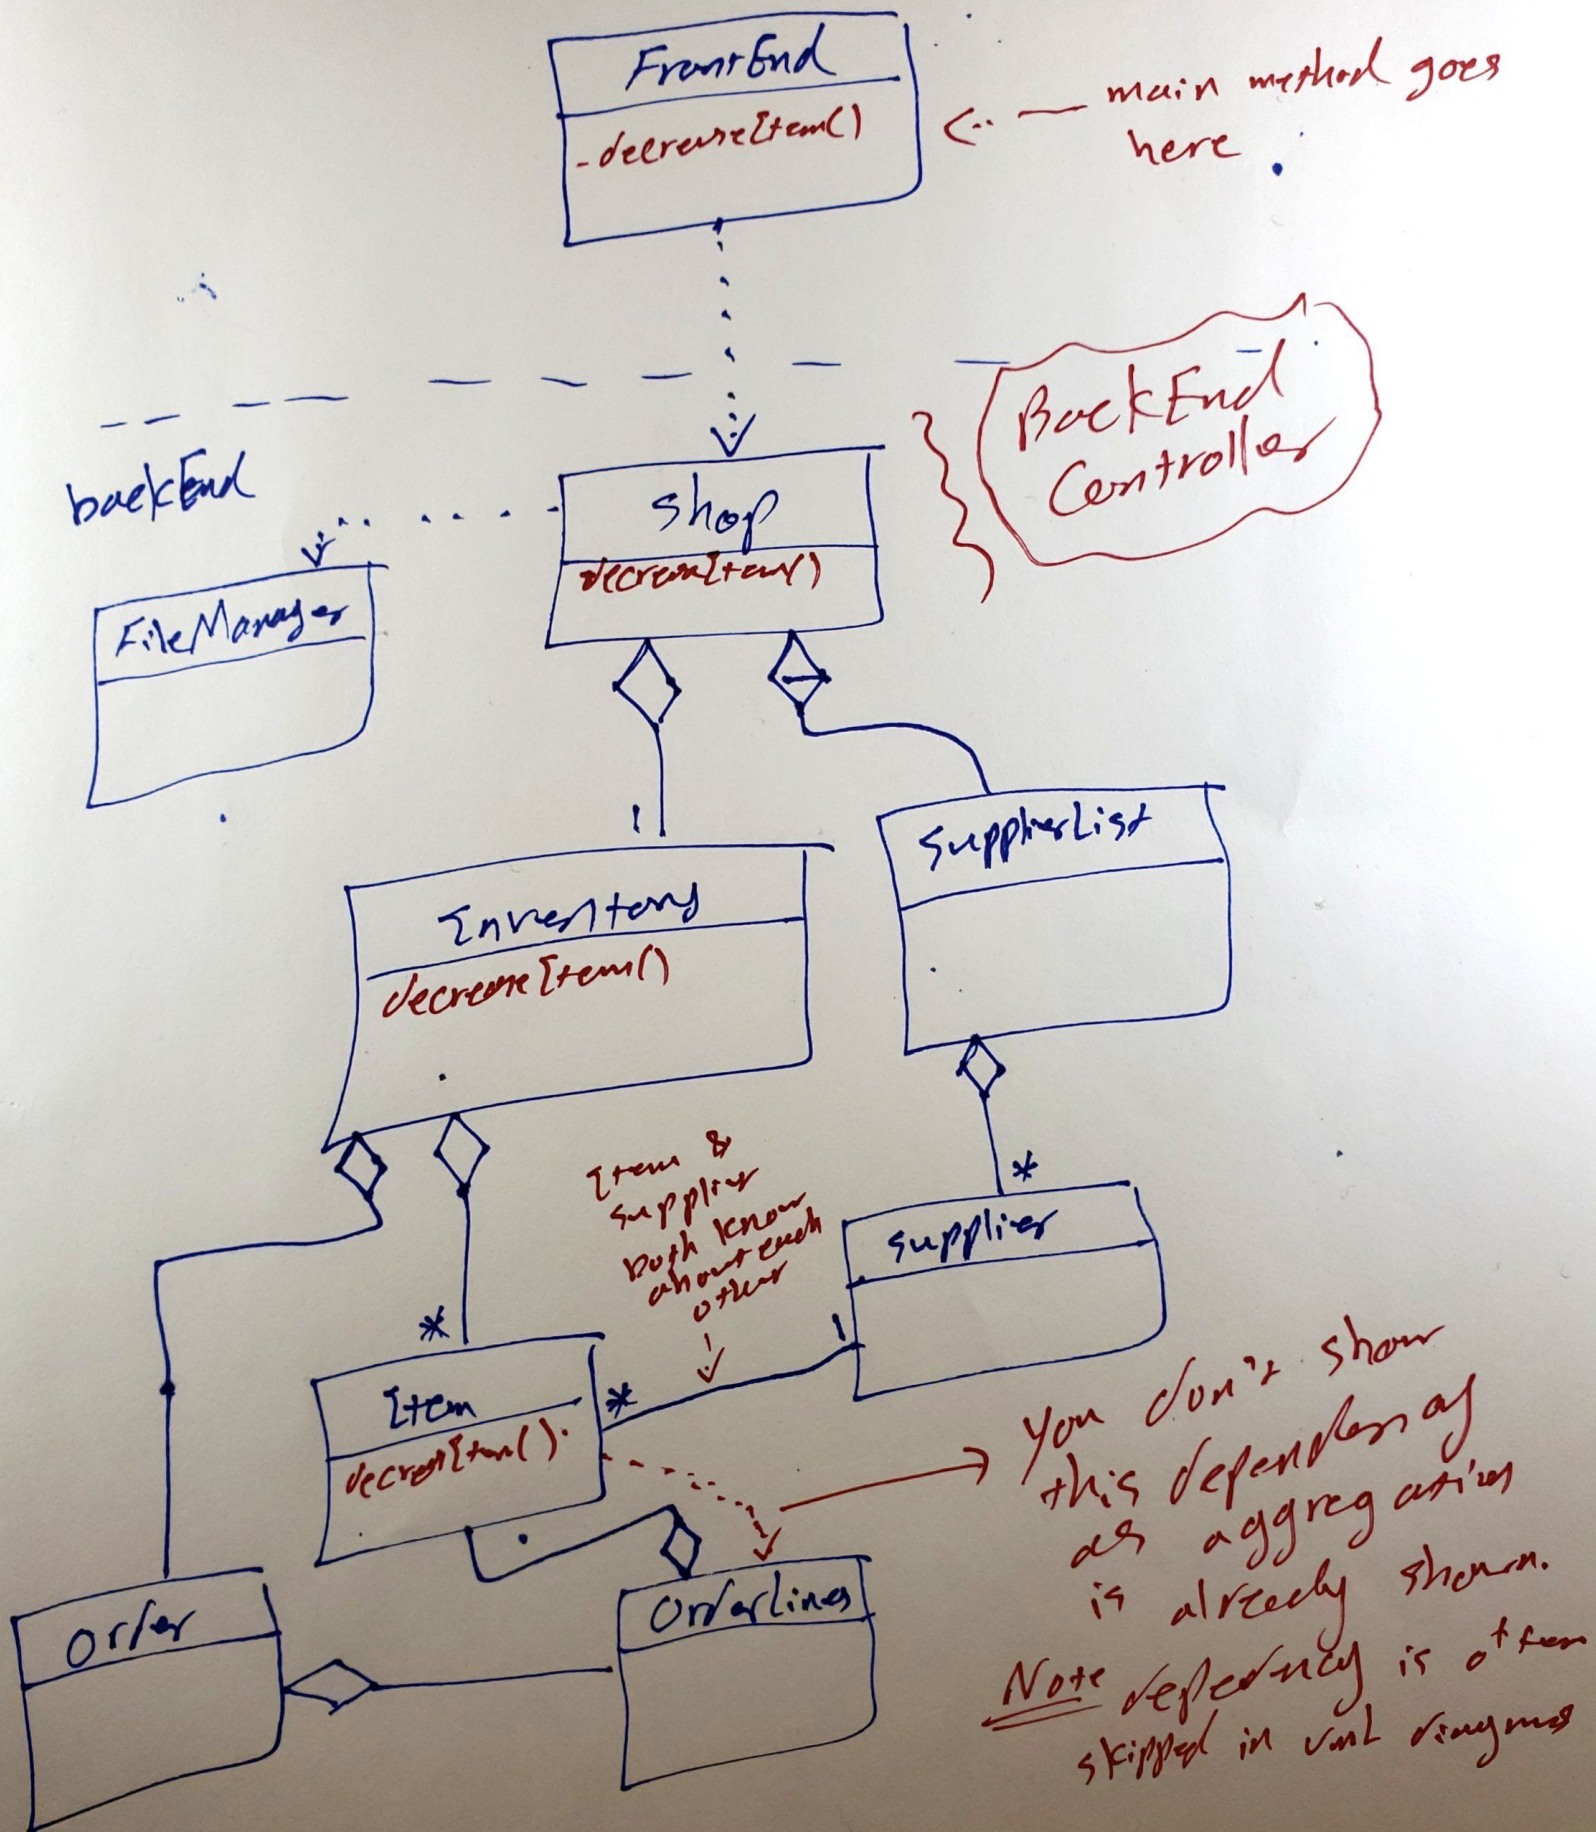 FrontEnd
- decreaseItem()
main method goes
here
backEnd
BackEnd
Controller
Shop
decreaseItem()
FileManager
1
SupplierList
Inventory
decreaseItem()
Item &
supplier
both know
about each
other
*
Supplier
*
1
Item
*
decreaseItem()
You don't show
this dependency
as aggregation
is already shown.
Order
OrderLines
Note dependency is often
skipped in UML diagrams